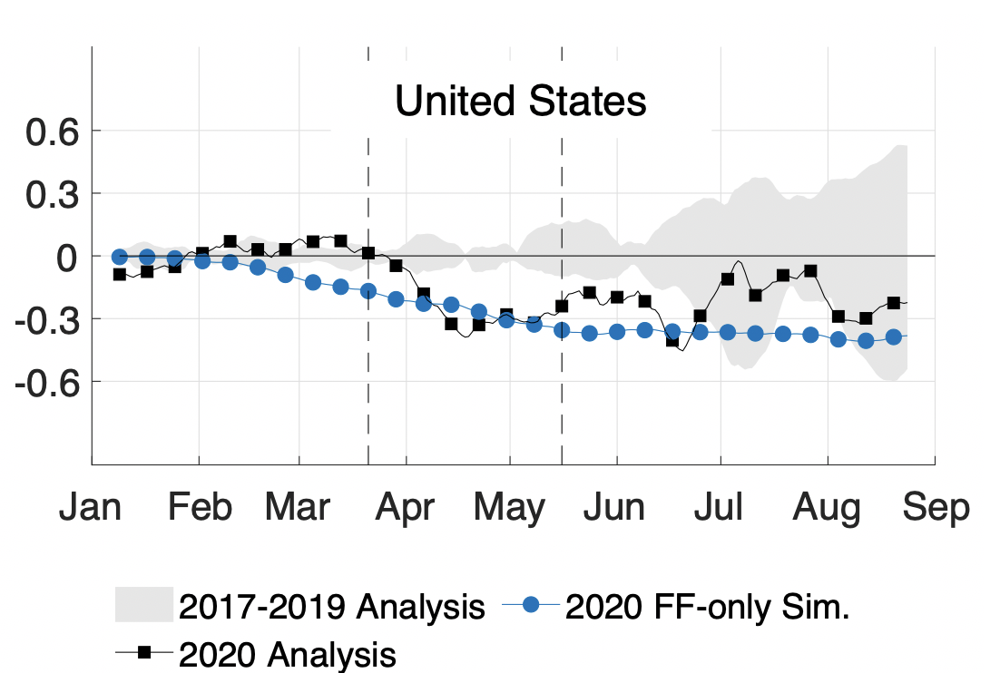 United States
0.6
0.3
0
-0.3
-0.6
Jan Feb Mar Apr May Jun Jul Aug Sep
2017-2019 Analysis 2020 FF-only Sim.
2020 Analysis